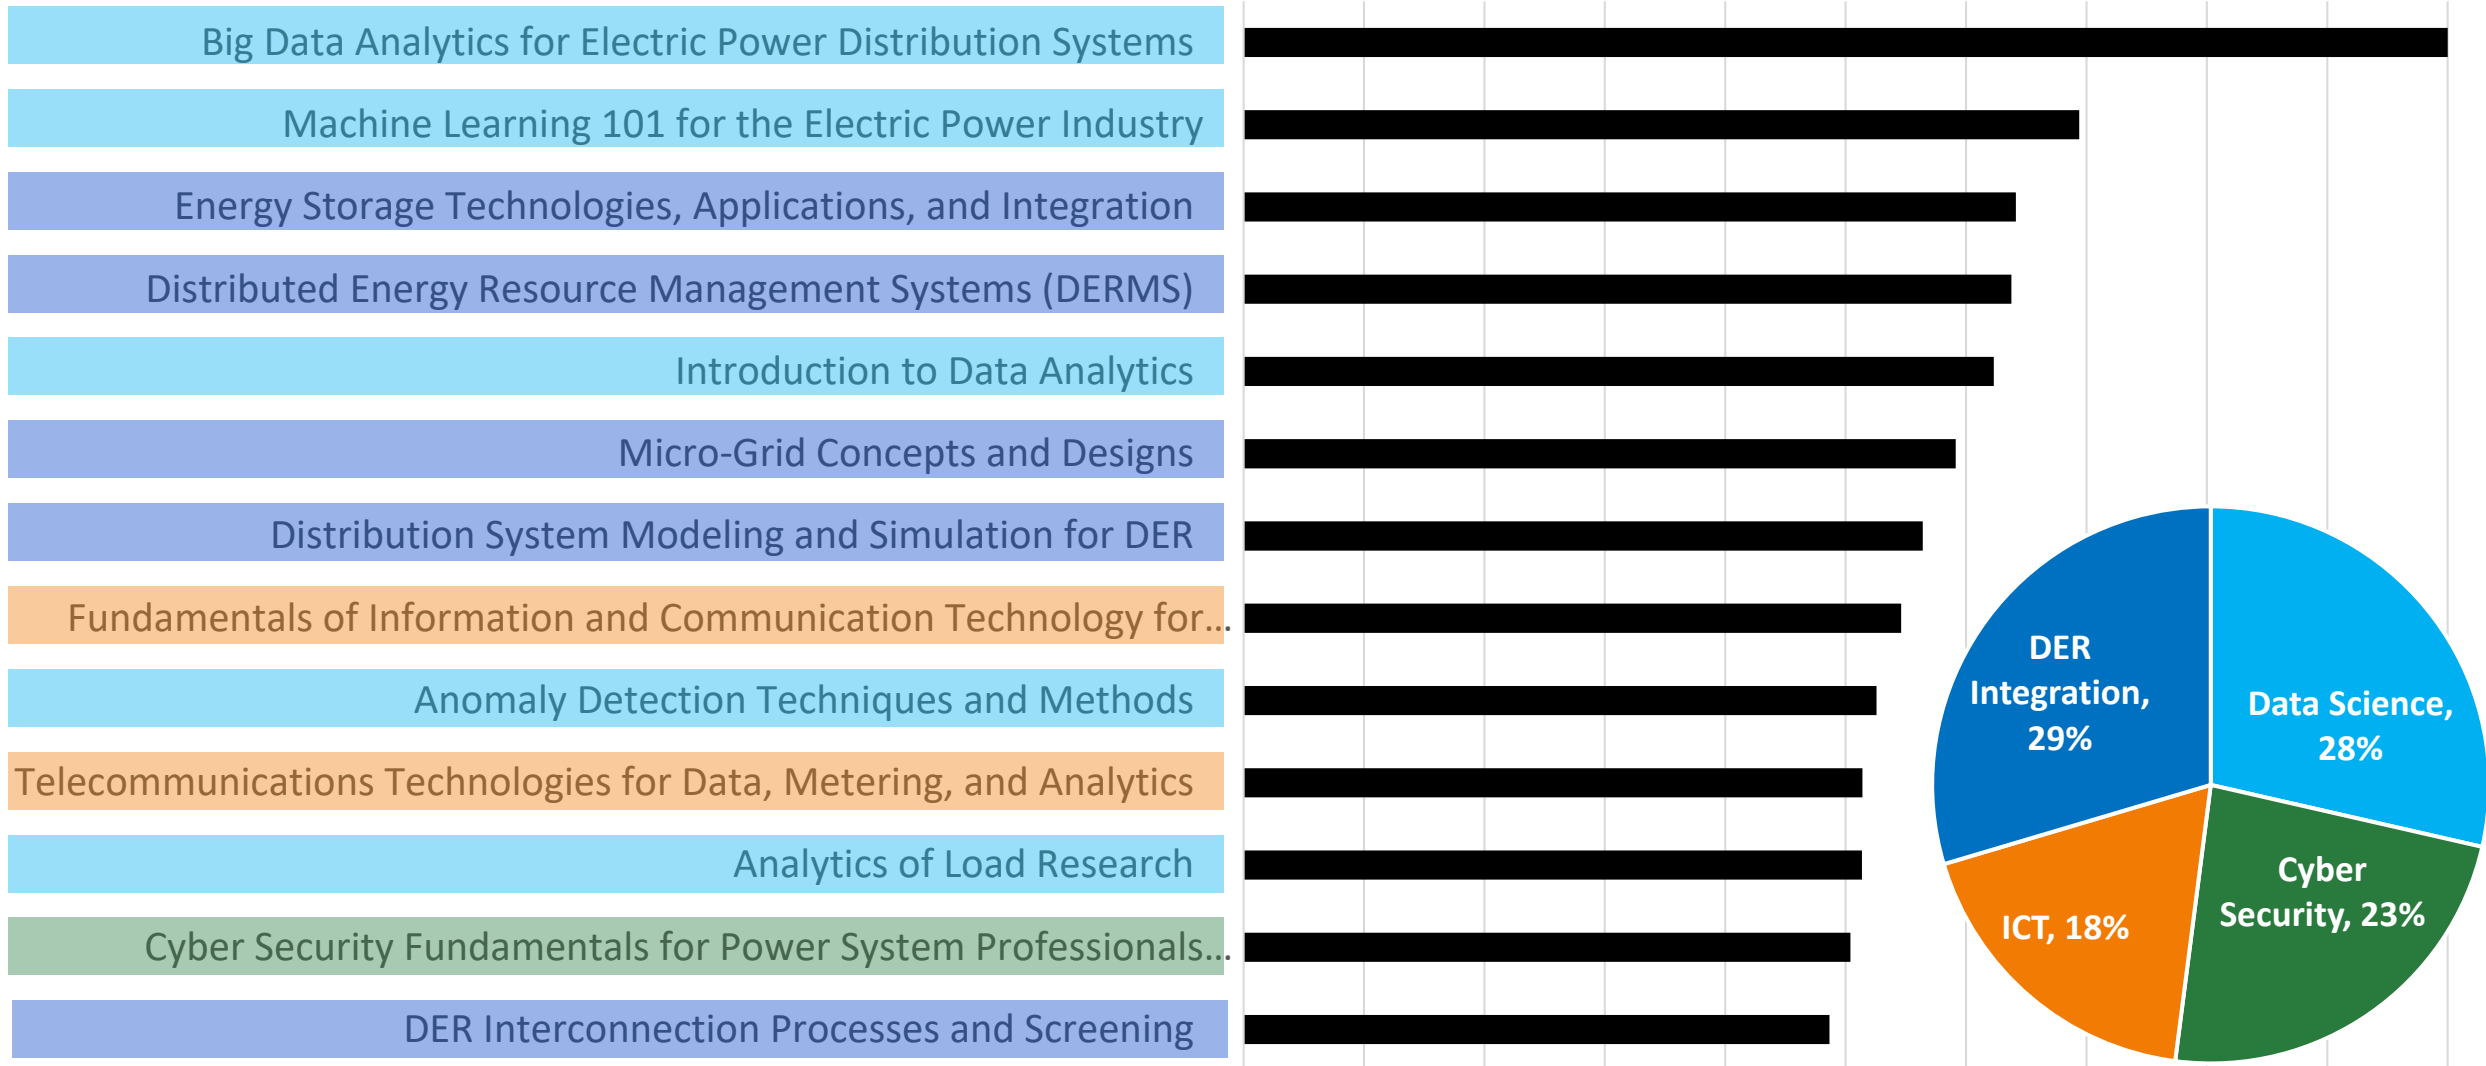 Big Data Analytics for Electric Power Distribution Systems
Machine Learning 101 for the Electric Power Industry
Energy Storage Technologies, Applications, and Integration
Distributed Energy Resource Management Systems (DERMS)
Introduction to Data Analytics
Micro-Grid Concepts and Designs
Distribution System Modeling and Simulation for DER
Fundamentals of Information and Communication Technology for...
Anomaly Detection Techniques and Methods
Telecommunications Technologies for Data, Metering, and Analytics
Analytics of Load Research
Cyber Security Fundamentals for Power System Professionals...
DER Interconnection Processes and Screening
DER
Integration,
29%
Data Science,
28%
Cyber
Security, 23%
ICT, 18%